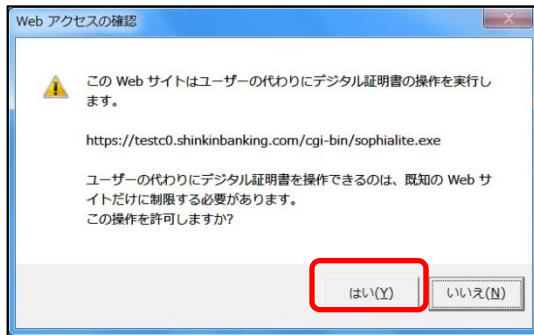 Web アクセスの確認
この Web サイトはユーザーの代わりにデジタル証明書の操作を実行し
ます。
https://testc0.shinkinbanking.com/cgi-bin/sophialite.exe
ユーザーの代わりにデジタル証明書を操作できるのは、既知の Web サ
イトだけに制限する必要があります。
この操作を許可しますか?
はい(Y) いいえ(N)